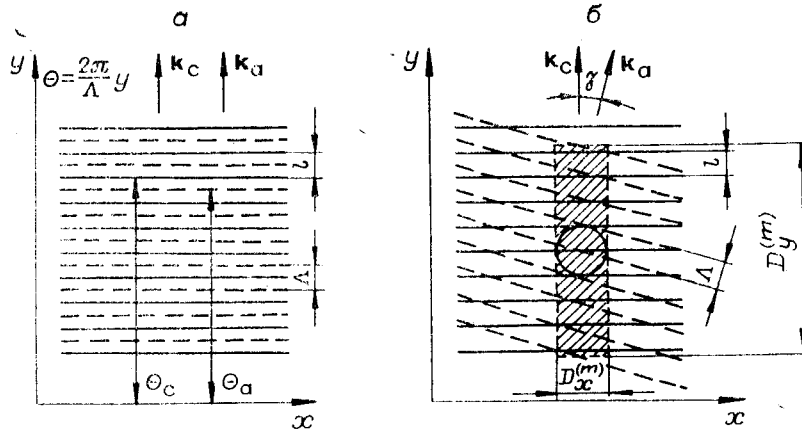 а
б
y
Θ=2π/Λ y
k_c
k_a
l
Λ
Θ_c
Θ_a
x
y
k_c
γ
k_a
l
Λ
D_y^(m)
D_x^(m)
x